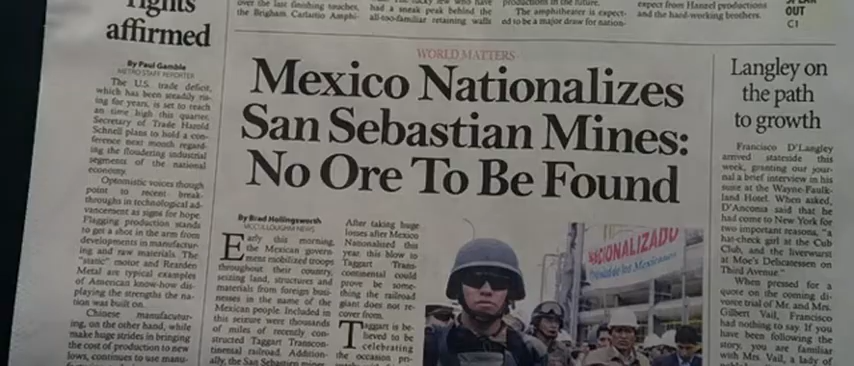 rights
affirmed
By Paul Gamble
METRO STAFF REPORTER
The U.S. trade deficit,
which has been steadily ris-
ing for years, is set to reach
an time high this quarter.
Secretary of Trade Harold
Schnell plans to hold a con-
ference next month regard-
ing the floundering industrial
segments of the national
economy.
Optomistic voices though
point to recent break-
throughs in technological ad-
vancement as signs for hope.
Flagging production stands
to get a shot in the arm from
developments in manufactur-
ing and raw materials. The
"static" motor and Rearden
Metal are typical examples
of American know-how dis-
playing the strengths the na-
tion was built on.
Chinese manufacutur-
ing, on the other hand, while
make huge strides in bringing
the cost of production to new
lows, continues to use manu-
over the last finishing touches,
the Brigham Carlatto Amphi-
had a sneak peak behind the
all-too-familiar retaining walls
productions in the future.
The amphiteater is expect-
ed to be a major draw for nation-
expect from Hanzel productions
and the hard-working brothers.
OUT
C1
WORLD MATTERS
Mexico Nationalizes
San Sebastian Mines:
No Ore To Be Found
By Brad Hollingsworth
MCCULLOUGH NEWS
Early this morning,
the Mexican govern-
ment mobilized troops
throughout their country,
seizing land, structures and
materials from foreign busi-
nesses in the name of the
Mexican people. Included in
this seizure were thousands
of miles of recently con-
structed Taggart Transcon-
tinental railroad. Addition-
ally, the San Sebastien mines
After taking huge
losses after Mexico
Nationalised this
year, this blow to
Taggart Trans-
continental could
prove to be some-
thing the railroad
giant does not re-
cover from.
Taggart is be-
lieved to be
celebrating
the occasion pri-
NACIONALIZADO
Propiedad de los Mexicanos
Langley on
the path
to growth
Francisco D'Langley
arrived stateside this
week, granting our jour-
nal a brief interview in his
suite at the Wayne-Faulk-
land Hotel. When asked,
D'Anconia said that he
had come to New York for
two important reasons, "a
hat-check girl at the Cub
Club, and the liverwurst
at Moe's Delicatessen on
Third Avenue."
When pressed for a
quote on the coming di-
vorce trial of Mr. and Mrs.
Gilbert Vail, Francisco
had nothing to say. If you
have been following the
story, you are familiar
with Mrs. Vail, a lady of